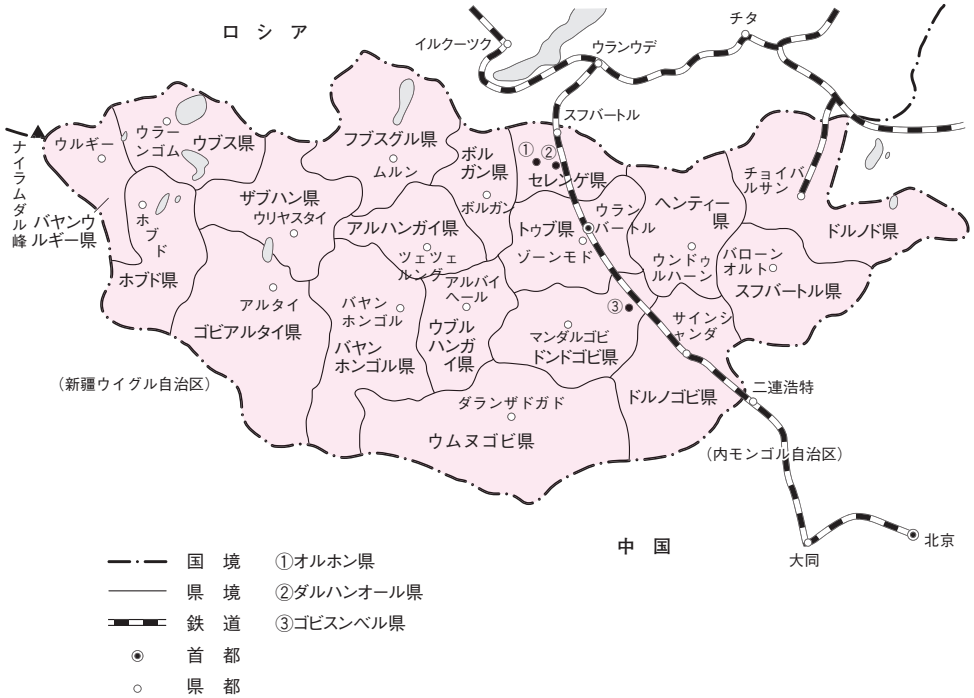 ロシア
イルクーツク
ウランウデ
チタ
スフバートル
ナイラムダル峰
ウルギー
ウラー
ンゴム
ウブス県
フブスグル県
ムルン
ボル
ガン県
ボルガン
①
②
セレンゲ県
チョイバ
ルサン
ドルノド県
バヤンウ
ルギー県
ホブド
ホブド県
ザブハン県
ウリヤスタイ
アルハンガイ県
ツェツェ
ルレグ
トゥブ県
ゾーンモド
ウラン
バートル
ヘンティー
県
ウンドゥ
ルハーン
バローン
オルト
スフバートル県
アルタイ
ゴビアルタイ県
バヤン
ホンゴル
バヤン
ホンゴル県
アルバイ
ヘール
ウブル
ハンガ
イ県
③
マンダルゴビ
ドンドゴビ県
サインシ
ャンダ
ドルノゴビ県
(新疆ウイグル自治区)
ダランザドガド
ウムヌゴビ県
二連浩特
(内モンゴル自治区)
中国
大同
北京
国境
①オルホン県
県境
②ダルハンオール県
鉄道
③ゴビスンベル県
首都
県都